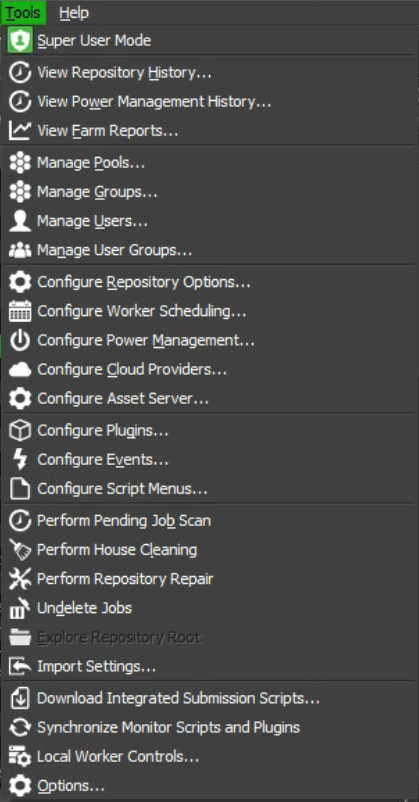 Tools Help
Super User Mode
View Repository History...
View Power Management History...
View Farm Reports...
Manage Pools...
Manage Groups...
Manage Users...
Manage User Groups...
Configure Repository Options...
Configure Worker Scheduling...
Configure Power Management...
Configure Cloud Providers...
Configure Asset Server...
Configure Plugins...
Configure Events...
Configure Script Menus...
Perform Pending Job Scan
Perform House Cleaning
Perform Repository Repair
Undelete Jobs
Explore Repository Root
Import Settings...
Download Integrated Submission Scripts...
Synchronize Monitor Scripts and Plugins
Local Worker Controls...
Options...